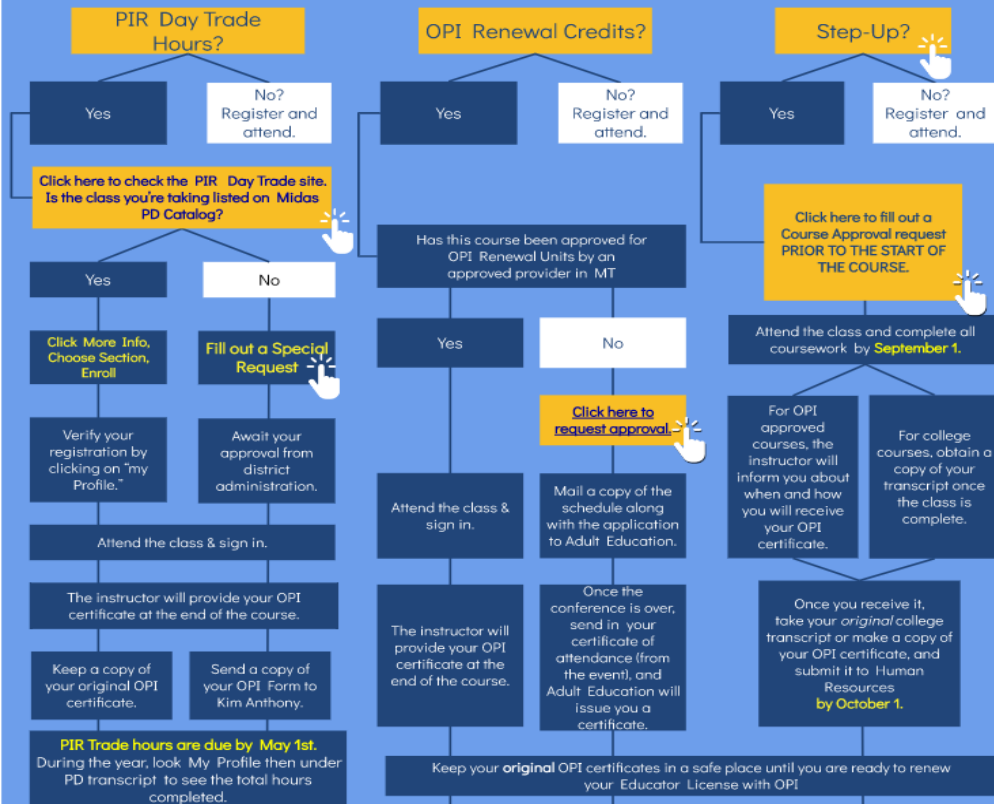 PIR Day Trade
Hours?
Yes
No?
Register and
attend.
Click here to check the PIR Day Trade site.
Is the class you're taking listed on Midas
PD Catalog?
Yes
No
Click More Info,
Choose Section,
Enroll
Fill out a Special
Request
Verify your
registration by
clicking on "my
Profile."
Await your
approval from
district
administration.
Attend the class & sign in.
The instructor will provide your OPI
certificate at the end of the course.
Keep a copy of
your original OPI
certificate.
Send a copy of
your OPI Form to
Kim Anthony.
PIR Trade hours are due by May 1st.
During the year, look My Profile then under
PD transcript to see the total hours
completed.
OPI Renewal Credits?
Yes
No?
Register and
attend.
Has this course been approved for
OPI Renewal Units by an
approved provider in MT
Yes
No
Click here to
request approval.
Attend the class &
sign in.
Mail a copy of the
schedule along
with the application
to Adult Education.
The instructor will
provide your OPI
certificate at the
end of the course.
Once the
conference is over,
send in your
certificate of
attendance (from
the event), and
Adult Education will
issue you a
certificate.
Step-Up?
Yes
No?
Register and
attend.
Click here to fill out a
Course Approval request
PRIOR TO THE START OF
THE COURSE.
Attend the class and complete all
coursework by September 1.
For OPI
approved
courses, the
instructor will
inform you about
when and how
you will receive
your OPI
certificate.
For college
courses, obtain a
copy of your
transcript once
the class is
complete.
Once you receive it,
take your original college
transcript or make a copy of
your OPI certificate, and
submit it to Human
Resources
by October 1.
Keep your original OPI certificates in a safe place until you are ready to renew
your Educator License with OPI